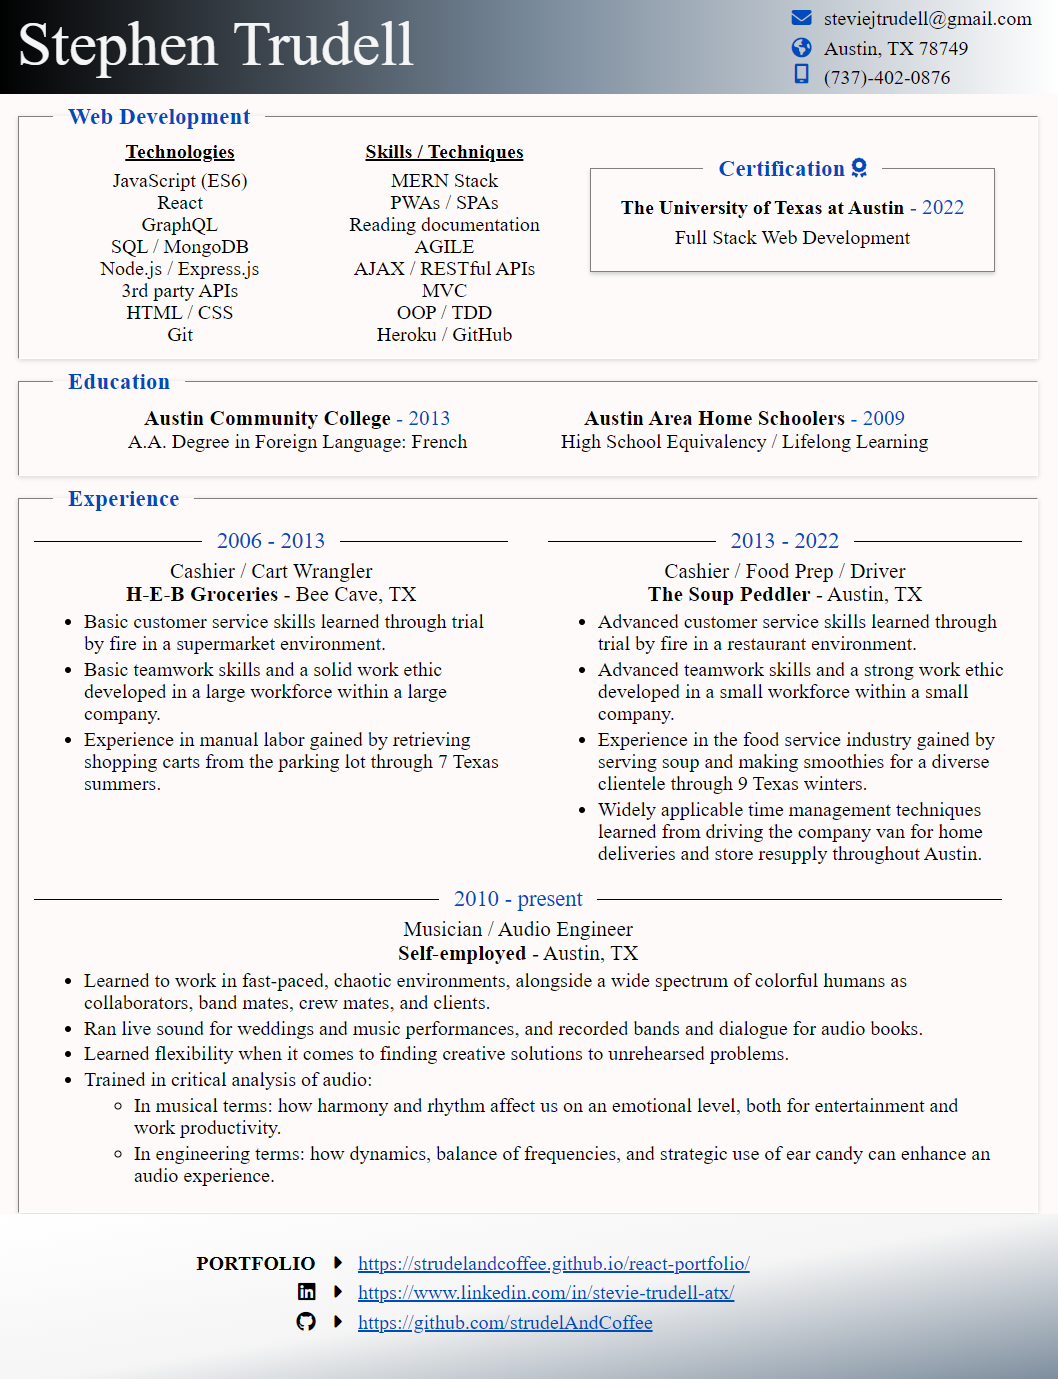 Stephen Trudell
steviejtrudell@gmail.com
Austin, TX 78749
(737)-402-0876
Web Development
Technologies
JavaScript (ES6)
React
GraphQL
SQL / MongoDB
Node.js / Express.js
3rd party APIs
HTML / CSS
Git
Skills / Techniques
MERN Stack
PWAs / SPAs
Reading documentation
AGILE
AJAX / RESTful APIs
MVC
OOP / TDD
Heroku / GitHub
Certification
The University of Texas at Austin - 2022
Full Stack Web Development
Education
Austin Community College - 2013
A.A. Degree in Foreign Language: French
Austin Area Home Schoolers - 2009
High School Equivalency / Lifelong Learning
Experience
2006 - 2013
Cashier / Cart Wrangler
H-E-B Groceries - Bee Cave, TX
• Basic customer service skills learned through trial
by fire in a supermarket environment.
• Basic teamwork skills and a solid work ethic
developed in a large workforce within a large
company.
• Experience in manual labor gained by retrieving
shopping carts from the parking lot through 7 Texas
summers.
2013 - 2022
Cashier / Food Prep / Driver
The Soup Peddler - Austin, TX
• Advanced customer service skills learned through
trial by fire in a restaurant environment.
• Advanced teamwork skills and a strong work ethic
developed in a small workforce within a small
company.
• Experience in the food service industry gained by
serving soup and making smoothies for a diverse
clientele through 9 Texas winters.
• Widely applicable time management techniques
learned from driving the company van for home
deliveries and store resupply throughout Austin.
2010 - present
Musician / Audio Engineer
Self-employed - Austin, TX
• Learned to work in fast-paced, chaotic environments, alongside a wide spectrum of colorful humans as
collaborators, band mates, crew mates, and clients.
• Ran live sound for weddings and music performances, and recorded bands and dialogue for audio books.
• Learned flexibility when it comes to finding creative solutions to unrehearsed problems.
• Trained in critical analysis of audio:
◦ In musical terms: how harmony and rhythm affect us on an emotional level, both for entertainment and
work productivity.
◦ In engineering terms: how dynamics, balance of frequencies, and strategic use of ear candy can enhance an
audio experience.
PORTFOLIO https://strudelandcoffee.github.io/react-portfolio/
https://www.linkedin.com/in/stevie-trudell-atx/
https://github.com/strudelAndCoffee